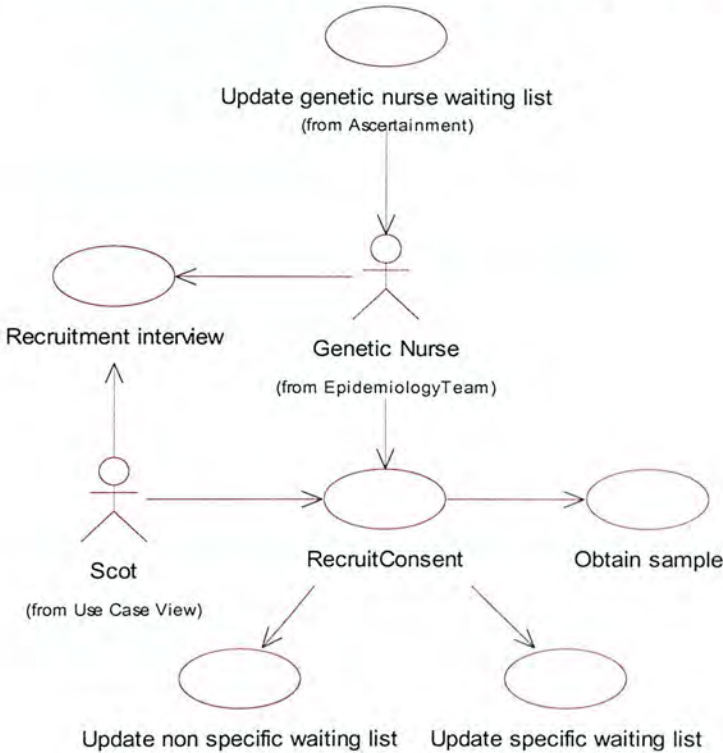 Update genetic nurse waiting list
(from Ascertainment)
Recruitment interview
Genetic Nurse
(from EpidemiologyTeam)
Scot
(from Use Case View)
RecruitConsent
Obtain sample
Update non specific waiting list
Update specific waiting list